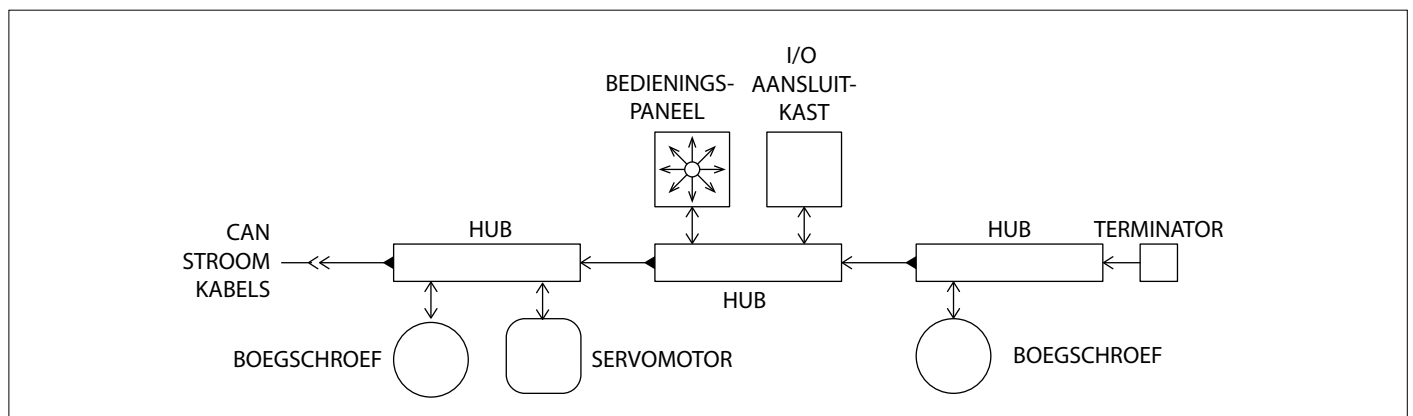 I/O
AANSLUIT-
KAST
BEDIENINGS-
PANEEL
HUB
HUB
TERMINATOR
CAN
STROOM
KABELS
HUB
BOEGSCHROEF
SERVOMOTOR
BOEGSCHROEF